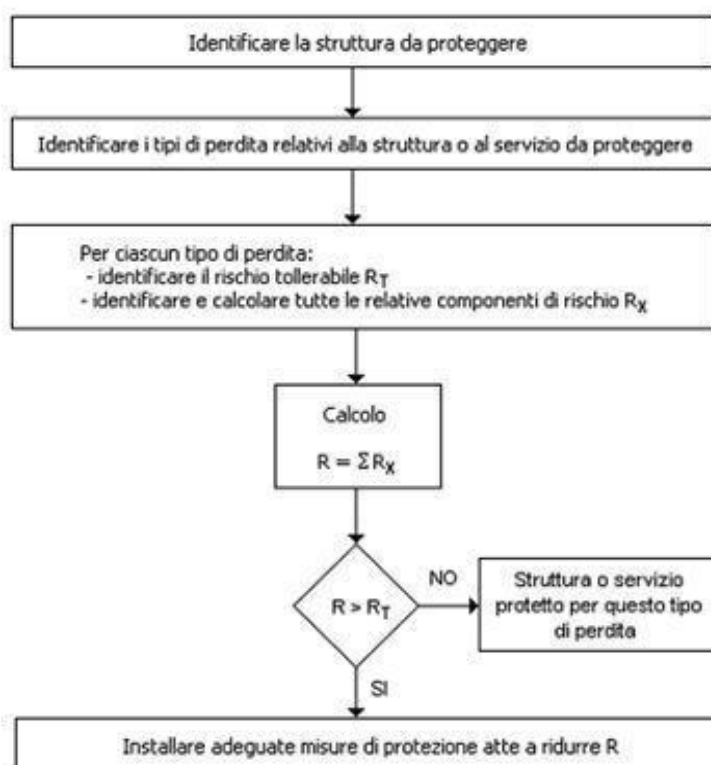 Identificare la struttura da proteggere
Identificare i tipi di perdita relativi alla struttura o al servizio da proteggere
Per ciascun tipo di perdita:
- identificare il rischio tollerabile RT
- identificare e calcolare tutte le relative componenti di rischio RX
Calcolo
R = ΣRX
R > RT
NO
Struttura o servizio
protetto per questo tipo
di perdita
SI
Installare adeguate misure di protezione atte a ridurre R